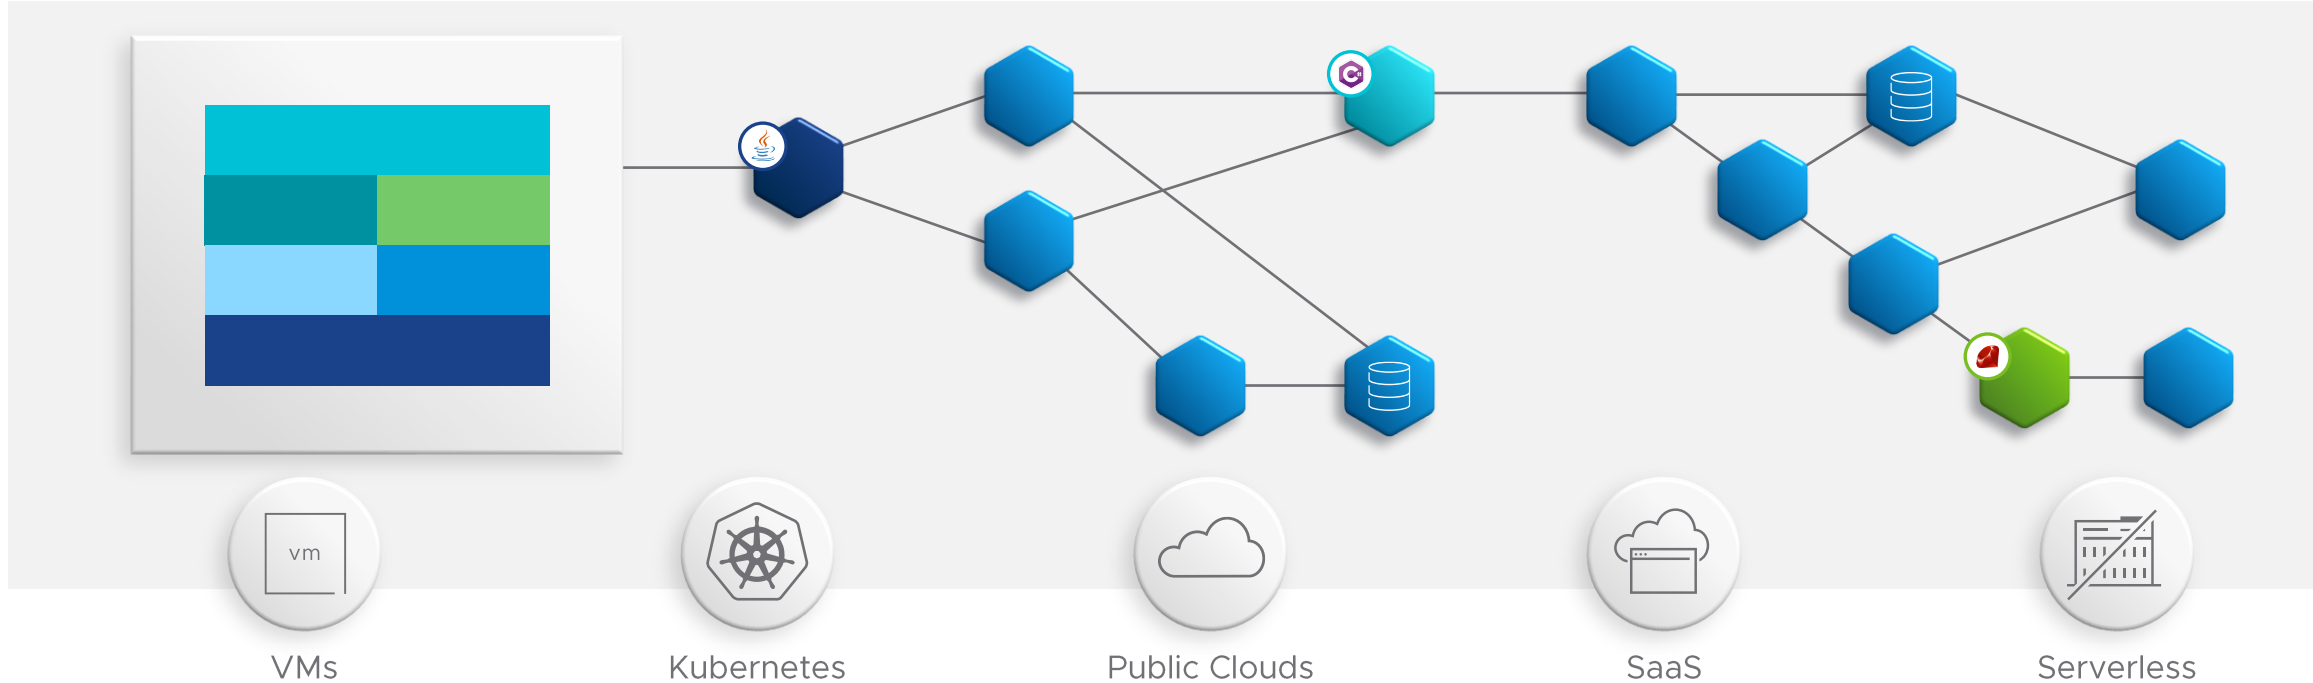 vm
VMs
Kubernetes
Public Clouds
SaaS
Serverless